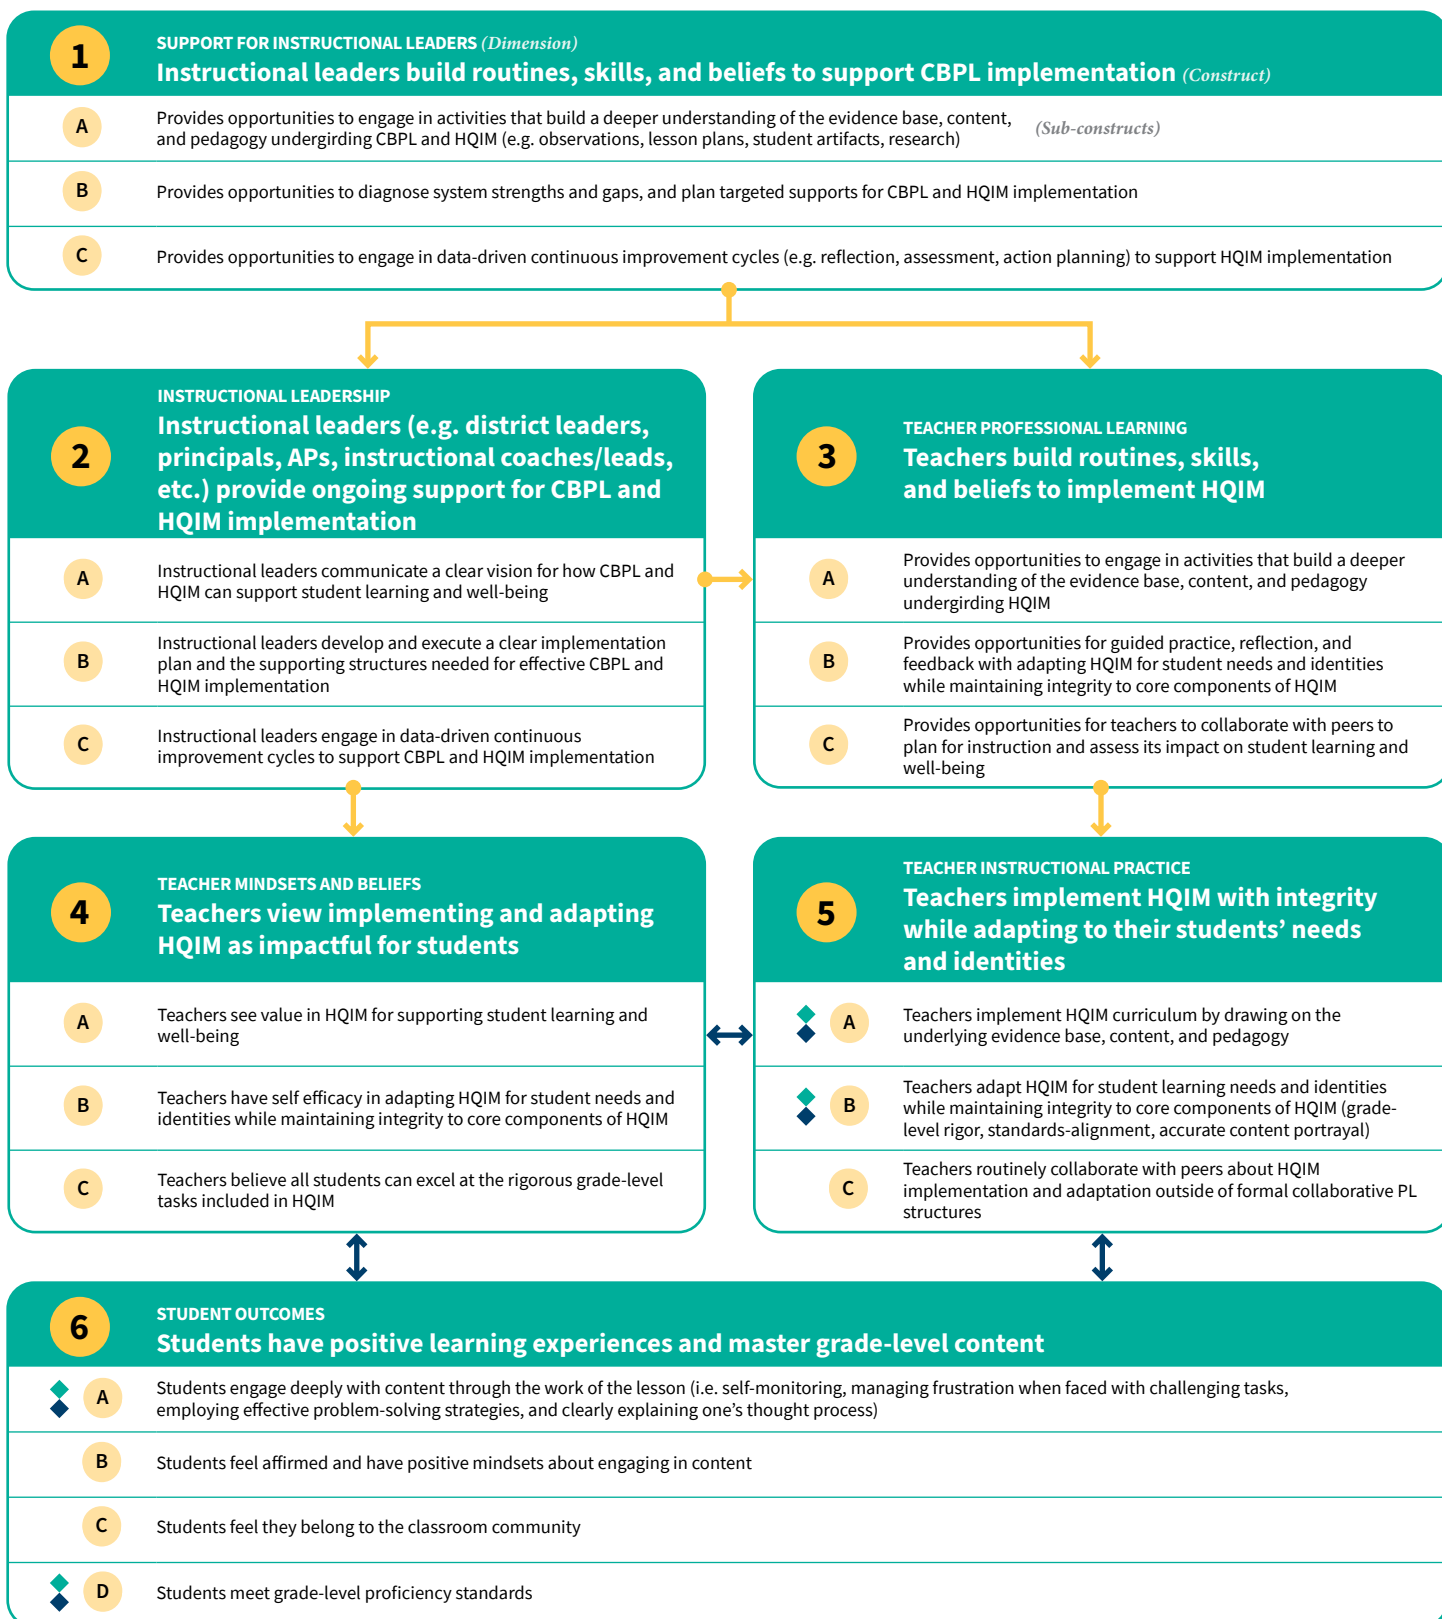 1
SUPPORT FOR INSTRUCTIONAL LEADERS (Dimension)
Instructional leaders build routines, skills, and beliefs to support CBPL implementation (Construct)
A
Provides opportunities to engage in activities that build a deeper understanding of the evidence base, content,
and pedagogy undergirding CBPL and HQIM (e.g. observations, lesson plans, student artifacts, research)
(Sub-constructs)
B
Provides opportunities to diagnose system strengths and gaps, and plan targeted supports for CBPL and HQIM implementation
C
Provides opportunities to engage in data-driven continuous improvement cycles (e.g. reflection, assessment, action planning) to support HQIM implementation
2
INSTRUCTIONAL LEADERSHIP
Instructional leaders (e.g. district leaders,
principals, APs, instructional coaches/leads,
etc.) provide ongoing support for CBPL and
HQIM implementation
A
Instructional leaders communicate a clear vision for how CBPL and
HQIM can support student learning and well-being
B
Instructional leaders develop and execute a clear implementation
plan and the supporting structures needed for effective CBPL and
HQIM implementation
C
Instructional leaders engage in data-driven continuous
improvement cycles to support CBPL and HQIM implementation
3
TEACHER PROFESSIONAL LEARNING
Teachers build routines, skills,
and beliefs to implement HQIM
A
Provides opportunities to engage in activities that build a deeper
understanding of the evidence base, content, and pedagogy
undergirding HQIM
B
Provides opportunities for guided practice, reflection, and
feedback with adapting HQIM for student needs and identities
while maintaining integrity to core components of HQIM
C
Provides opportunities for teachers to collaborate with peers to
plan for instruction and assess its impact on student learning and
well-being
4
TEACHER MINDSETS AND BELIEFS
Teachers view implementing and adapting
HQIM as impactful for students
A
Teachers see value in HQIM for supporting student learning and
well-being
B
Teachers have self efficacy in adapting HQIM for student needs and
identities while maintaining integrity to core components of HQIM
C
Teachers believe all students can excel at the rigorous grade-level
tasks included in HQIM
5
TEACHER INSTRUCTIONAL PRACTICE
Teachers implement HQIM with integrity
while adapting to their students’ needs
and identities
A
Teachers implement HQIM curriculum by drawing on the
underlying evidence base, content, and pedagogy
B
Teachers adapt HQIM for student learning needs and identities
while maintaining integrity to core components of HQIM (grade-
level rigor, standards-alignment, accurate content portrayal)
C
Teachers routinely collaborate with peers about HQIM
implementation and adaptation outside of formal collaborative PL
structures
6
STUDENT OUTCOMES
Students have positive learning experiences and master grade-level content
A
Students engage deeply with content through the work of the lesson (i.e. self-monitoring, managing frustration when faced with challenging tasks,
employing effective problem-solving strategies, and clearly explaining one’s thought process)
B
Students feel affirmed and have positive mindsets about engaging in content
C
Students feel they belong to the classroom community
D
Students meet grade-level proficiency standards